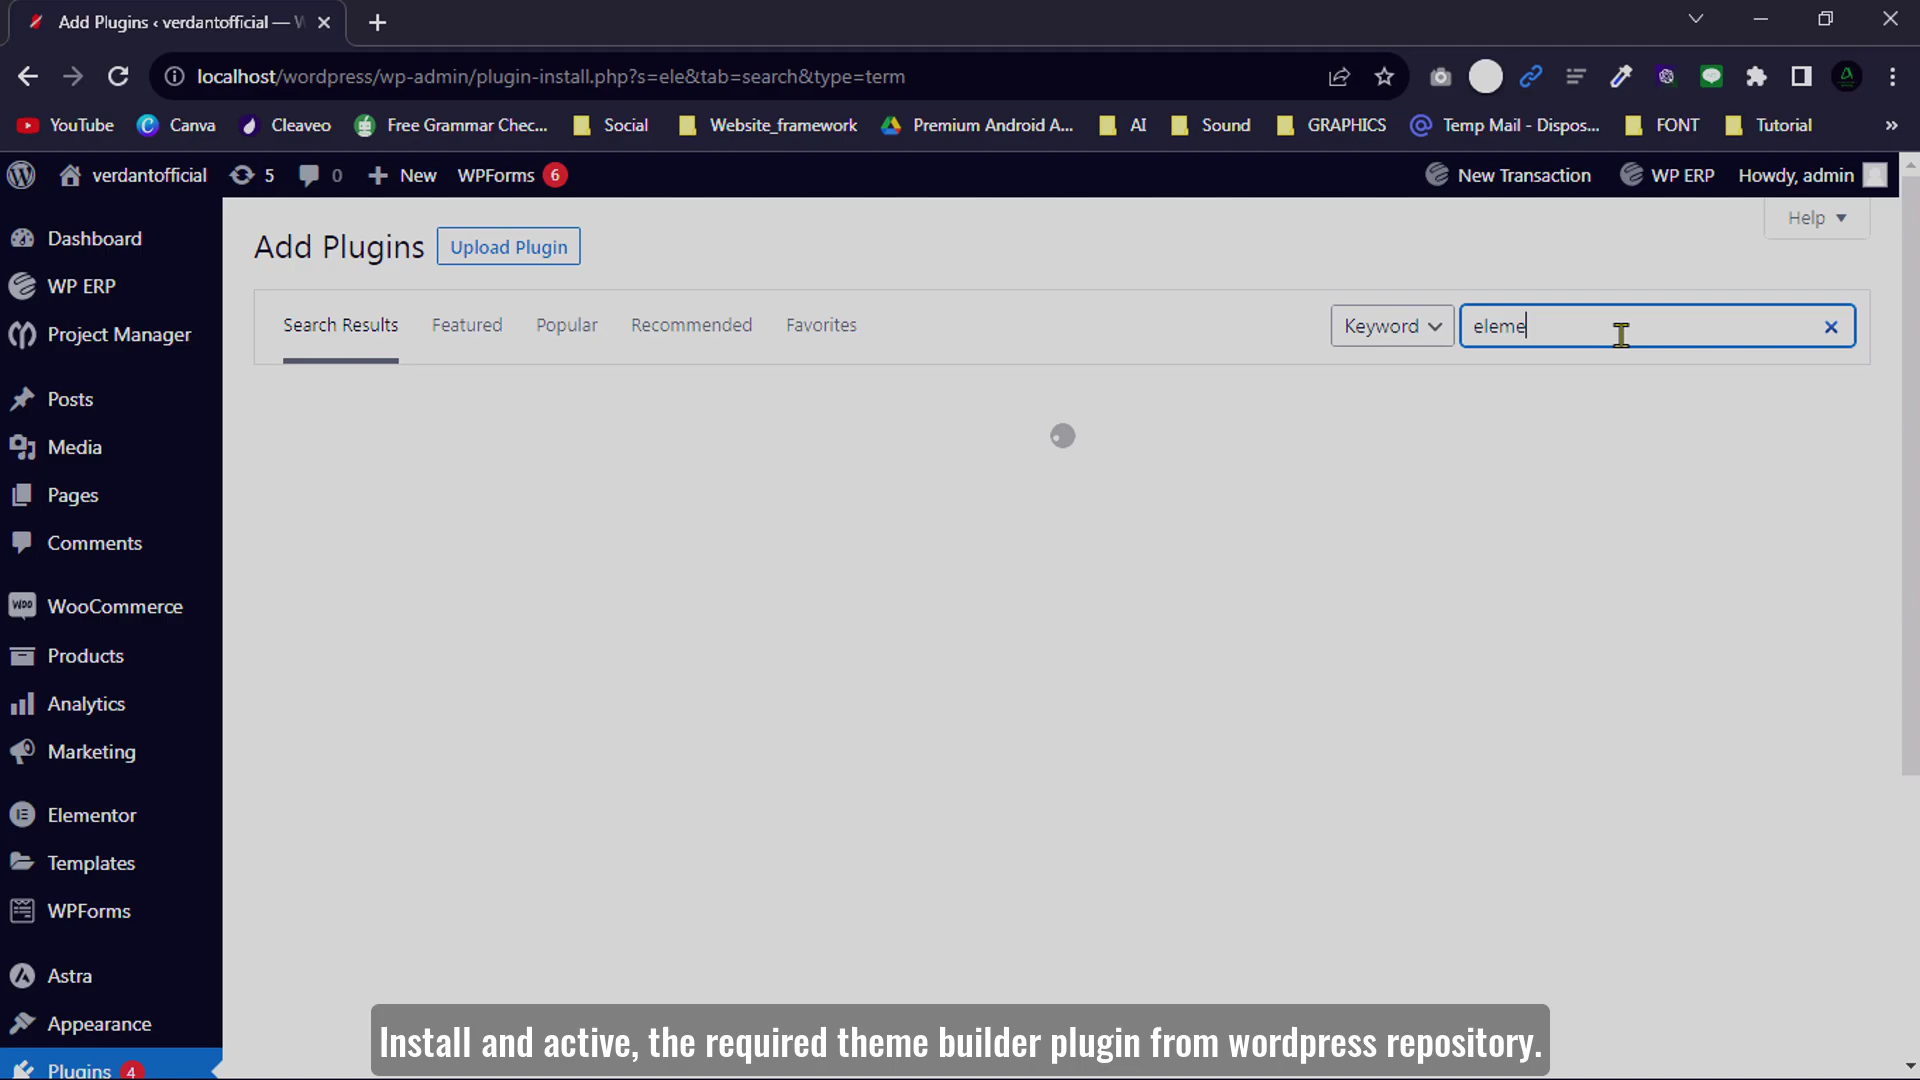 Add Plugins ‹ verdantofficial —
localhost/wordpress/wp-admin/plugin-install.php?s=ele&tab=search&type=term
YouTube Canva Cleaveo Free Grammar Chec... Social Website_framework Premium Android A... AI Sound GRAPHICS Temp Mail - Dispos... FONT Tutorial »
verdantofficial 5 0 New WPForms 6 New Transaction WP ERP Howdy, admin
Help
Add Plugins Upload Plugin
Search Results Featured Popular Recommended Favorites Keyword eleme
Dashboard
WP ERP
Project Manager
Posts
Media
Pages
Comments
WooCommerce
Products
Analytics
Marketing
Elementor
Templates
WPForms
Astra
Appearance
Plugins 4
Install and active, the required theme builder plugin from wordpress repository.